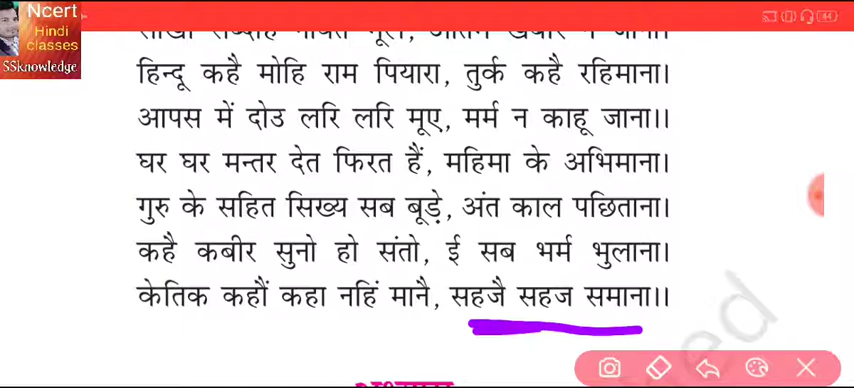 Ncert
Hindi
classes
SSknowledge
हिन्दू कहै मोहि राम पियारा, तुर्क कहै रहिमाना।
आपस में दोउ लरि लरि मूए, मर्म न काहू जाना।।
घर घर मन्तर देत फिरत हैं, महिमा के अभिमाना।
गुरु के सहित सिख्य सब बूड़े, अंत काल पछिताना।
कहै कबीर सुनो हो संतो, ई सब भर्म भुलाना।
केतिक कहौं कहा नहिं मानै, सहजै सहज समाना।।